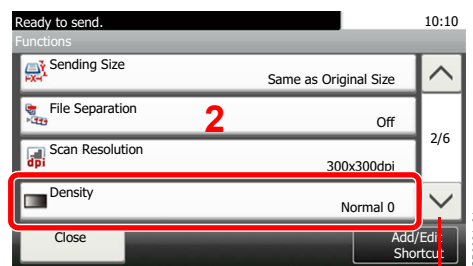 Ready to send. 10:10
Functions
Sending Size
Same as Original Size
File Separation
2
Off
2/6
Scan Resolution
dpi
300x300dpi
Density
Normal 0
Close
Add/Edit
Shortcut